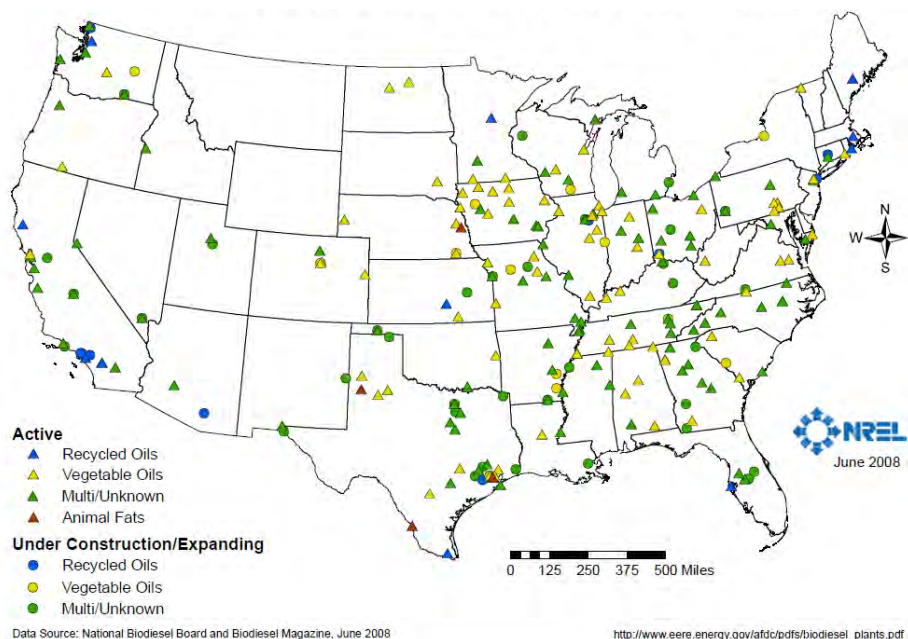 N
W E
S
NREL
June 2008
Active
Recycled Oils
Vegetable Oils
Multi/Unknown
Animal Fats
Under Construction/Expanding
Recycled Oils
Vegetable Oils
Multi/Unknown
0 125 250 375 500 Miles
Data Source: National Biodiesel Board and Biodiesel Magazine, June 2008
http://www.eere.energy.gov/afdc/pdfs/biodiesel_plants.pdf